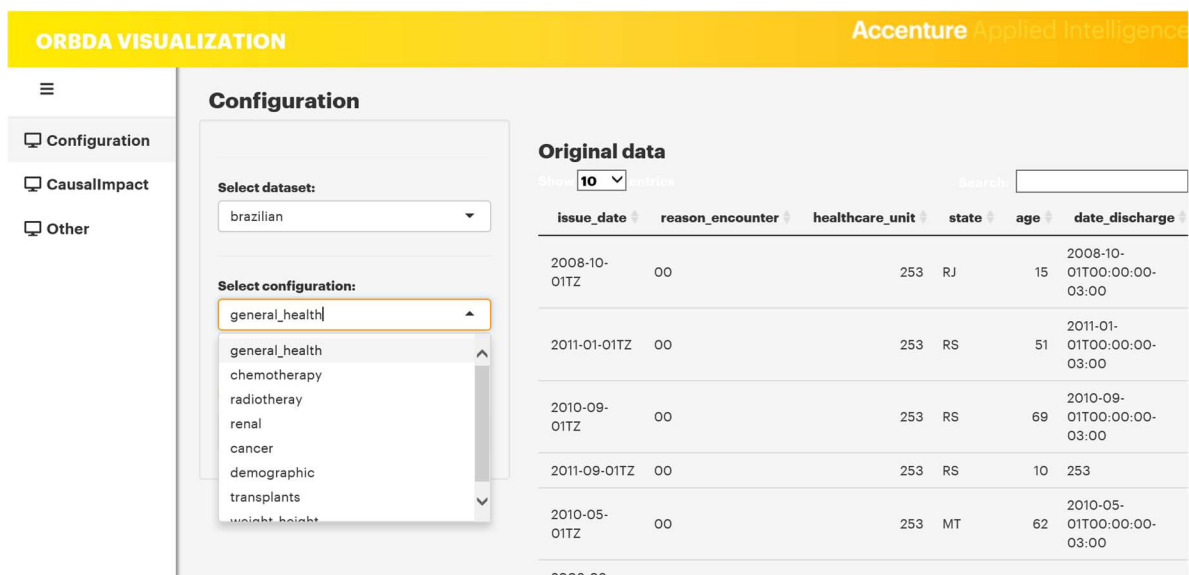 ORBDA VISUALIZATION
Accenture Applied Intelligence
Configuration
CausalImpact
Other
Configuration
Select dataset:
brazilian
Select configuration:
general_health
general_health
chemotherapy
radiotheray
renal
cancer
demographic
transplants
weight_height
Original data
Show 10 entries
Search:
issue_date reason_encounter healthcare_unit state age date_discharge
2008-10-
01TZ 00 253 RJ 15 2008-10-
01T00:00:00-
03:00
2011-01-01TZ 00 253 RS 51 2011-01-
01T00:00:00-
03:00
2010-09-
01TZ 00 253 RS 69 2010-09-
01T00:00:00-
03:00
2011-09-01TZ 00 253 RS 10 253
2010-05-
01TZ 00 253 MT 62 2010-05-
01T00:00:00-
03:00